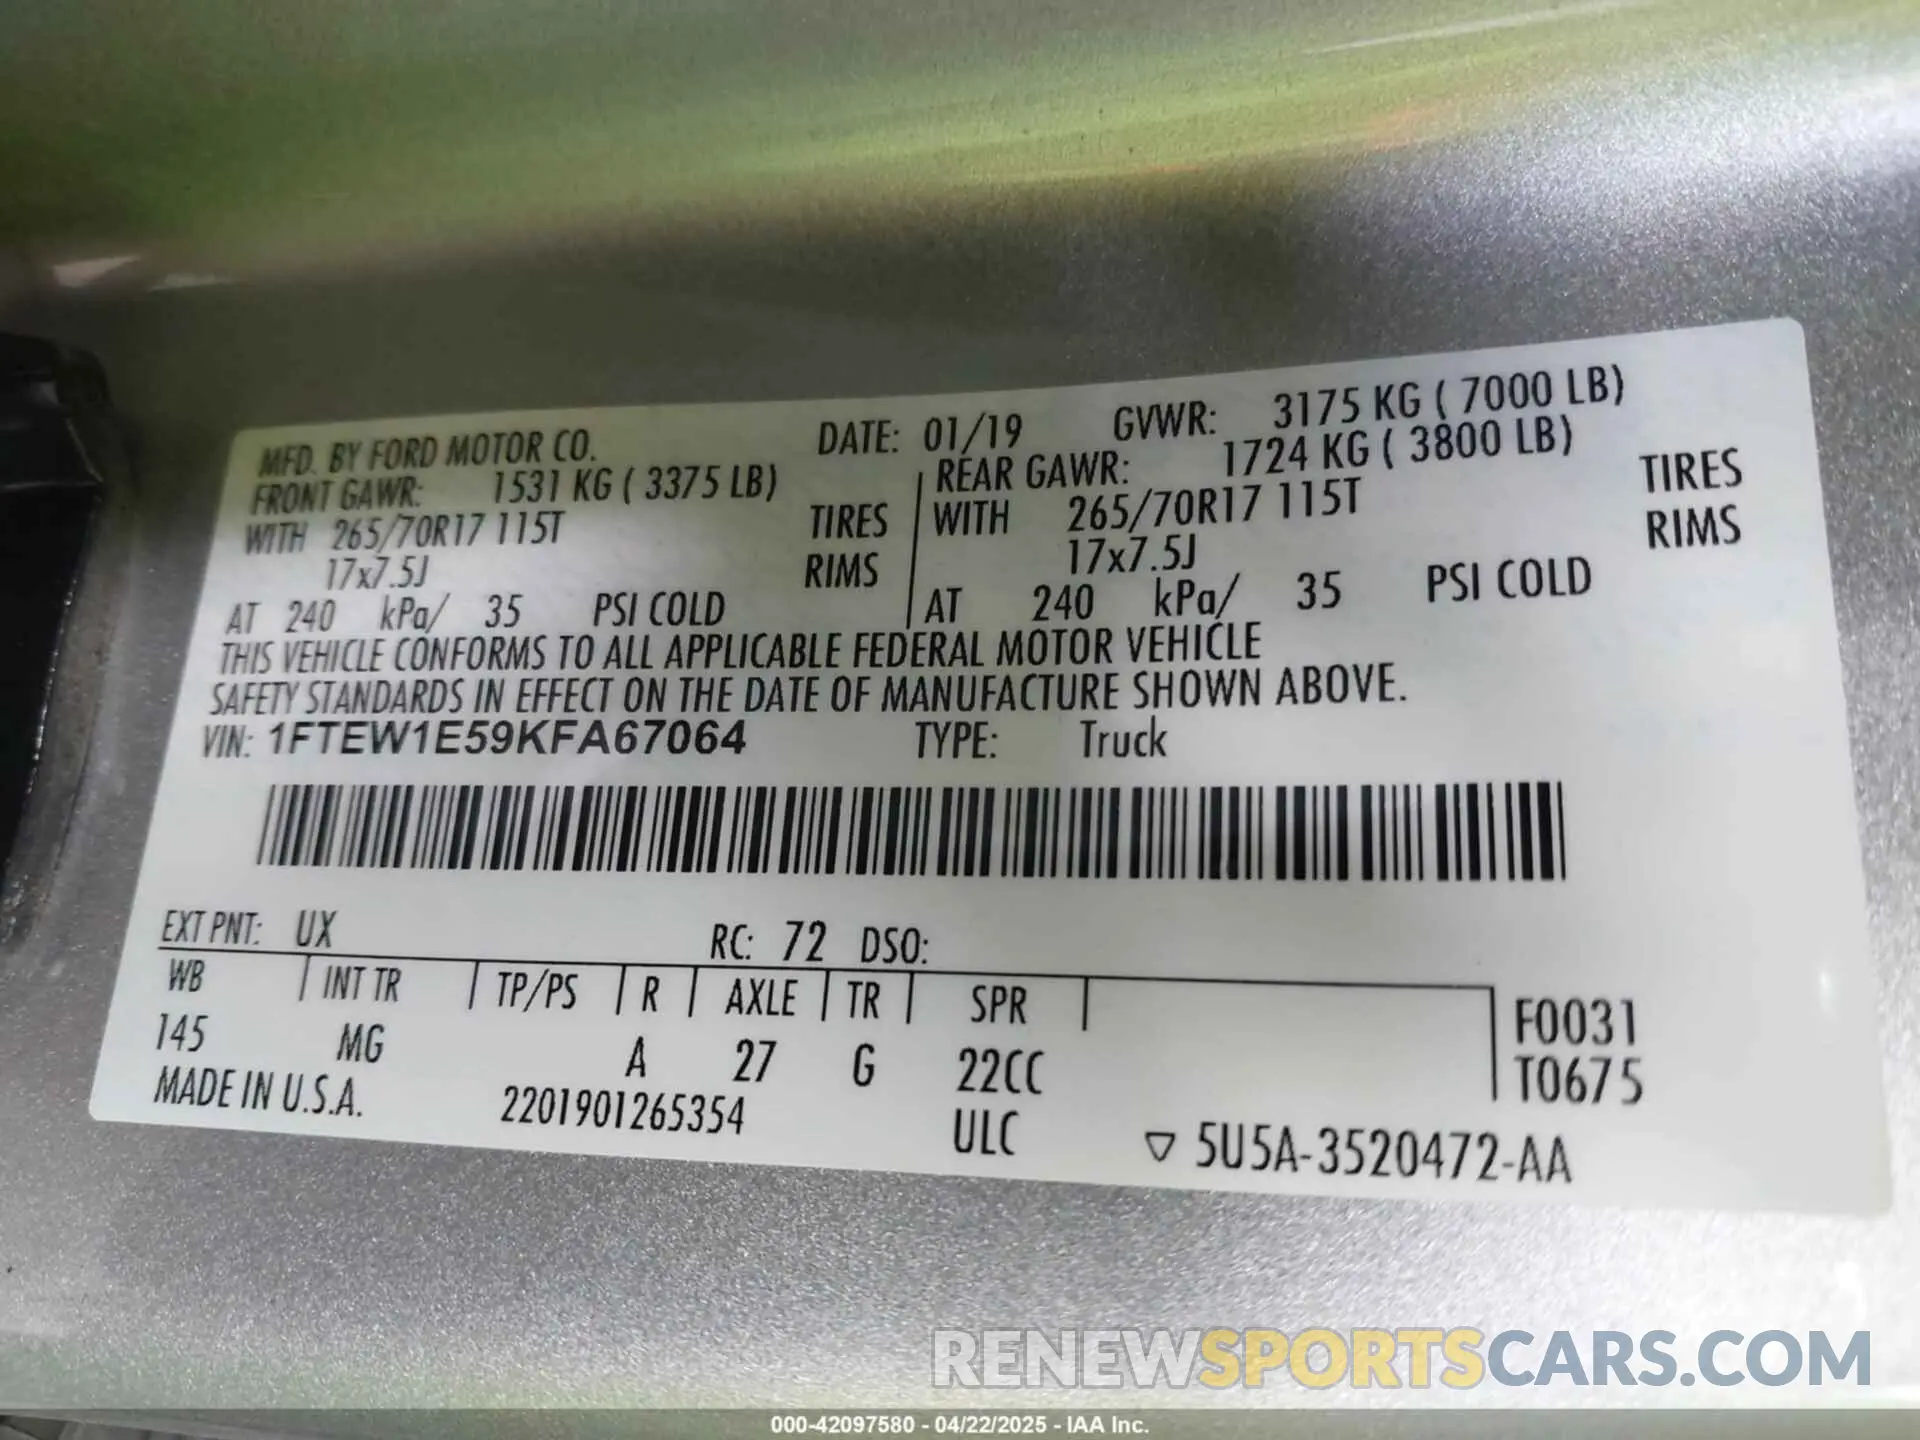 MFD. BY FORD MOTOR CO. DATE: 01/19 GVWR: 3175 KG ( 7000 LB)
FRONT GAWR: 1531 KG ( 3375 LB) REAR GAWR: 1724 KG ( 3800 LB)
WITH 265/70R17 115T TIRES WITH 265/70R17 115T TIRES
17x7.5J RIMS 17x7.5J RIMS
AT 240 kPa/ 35 PSI COLD AT 240 kPa/ 35 PSI COLD
THIS VEHICLE CONFORMS TO ALL APPLICABLE FEDERAL MOTOR VEHICLE
SAFETY STANDARDS IN EFFECT ON THE DATE OF MANUFACTURE SHOWN ABOVE.
VIN: 1FTEW1E59KFA67064 TYPE: Truck
EXT PNT: UX RC: 72 DSO:
WB INT TR TP/PS R AXLE TR SPR F0031
145 MG A 27 G 22CC T0675
MADE IN U.S.A. 2201901265354 ULC ▽ 5U5A-3520472-AA
RENEWSPORTSCARS.COM
000-42097580 - 04/22/2025 - IAA Inc.